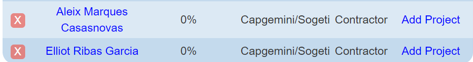 X Aleix Marques Casasnovas 0% Capgemini/Sogeti Contractor Add Project
X Elliot Ribas Garcia 0% Capgemini/Sogeti Contractor Add Project